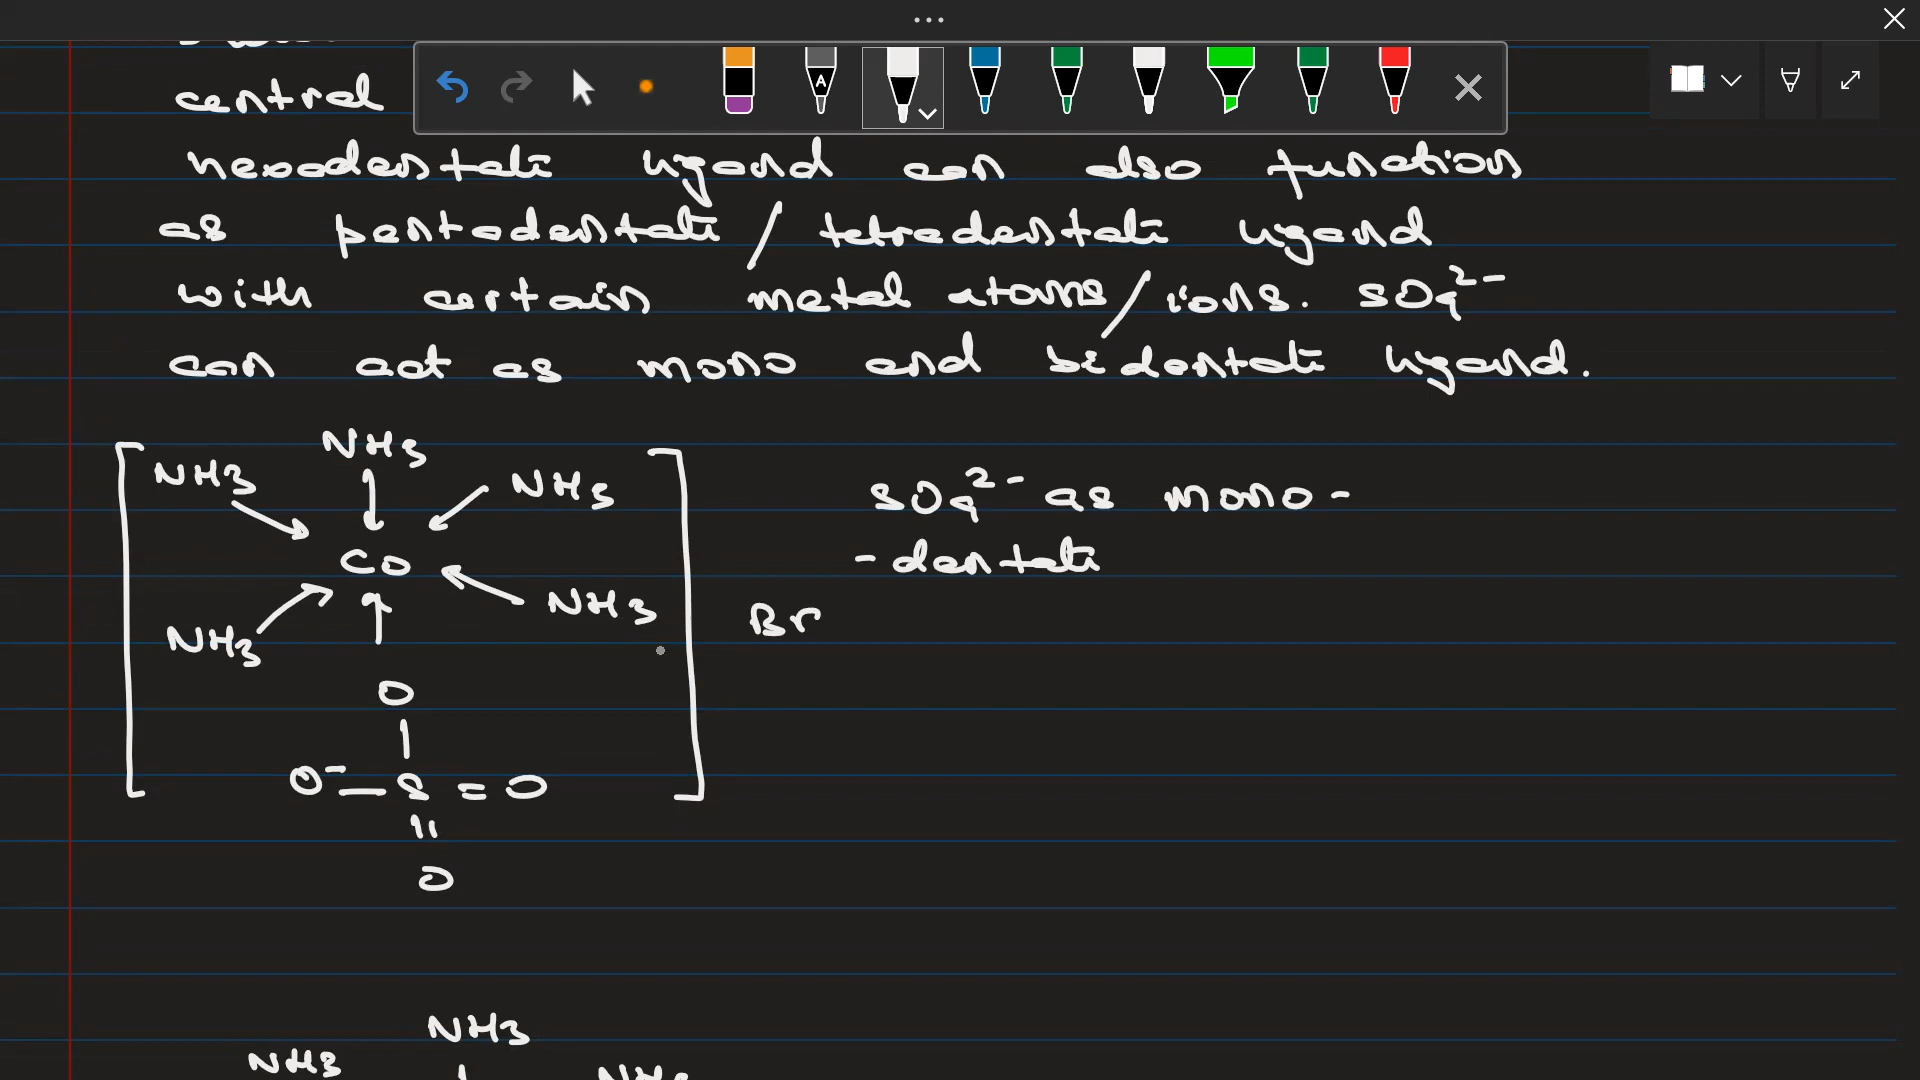 central
hexadentate ligand can also function
as pentadentate / tetradentate ligand
with certain metal atoms / ions. SO4 2-
can act as mono and bidentate ligand.
NH3
NH3 NH3
SO4 2- as mono -
Co
- dentate
NH3 NH3
Br
O
O- — S = O
O
NH3
NH3 NH3